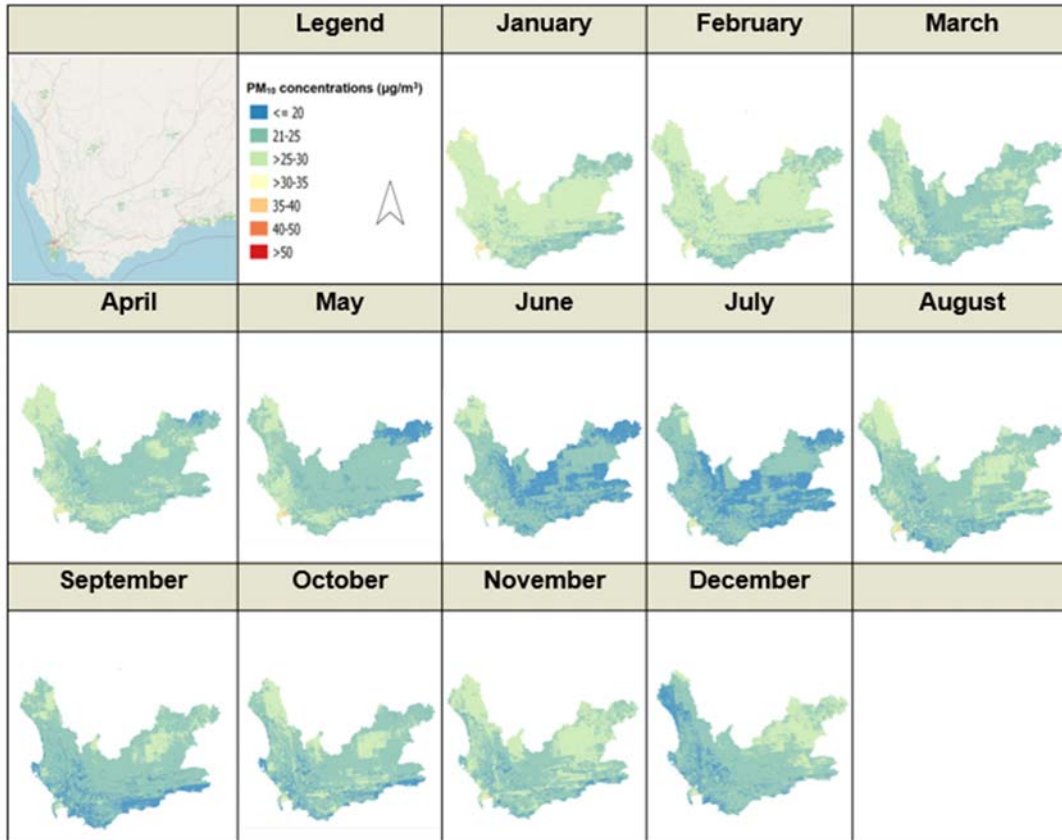 Legend January February March
PM₁₀ concentrations (µg/m³)
<= 20
21-25
>25-30
>30-35
35-40
40-50
>50
April May June July August
September October November December